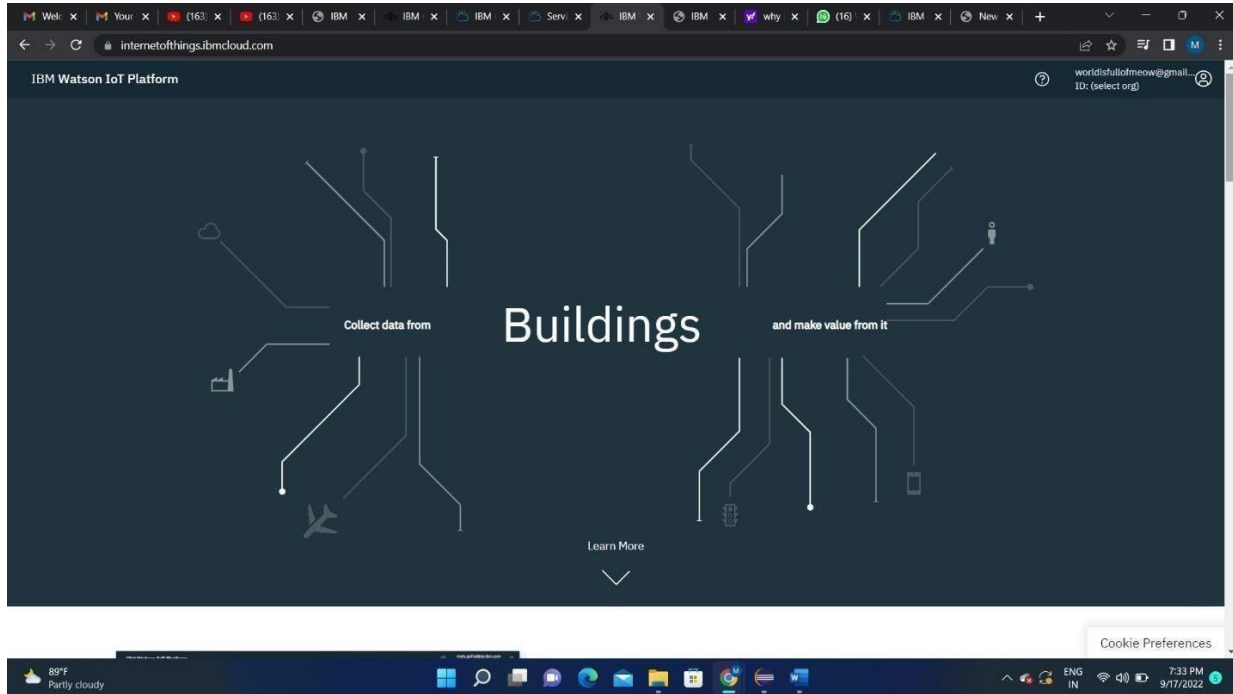 Welc
Your
(163)
(163)
IBM
IBM
IBM
Servi
IBM
IBM
why
(16)
IBM
New
internetofthings.ibmcloud.com
M
IBM Watson IoT Platform
worldisfullofmeow@gmail...
ID: (select org)
Collect data from
Buildings
and make value from it
Learn More
Cookie Preferences
89°F
Partly cloudy
ENG
IN
7:33 PM
9/17/2022